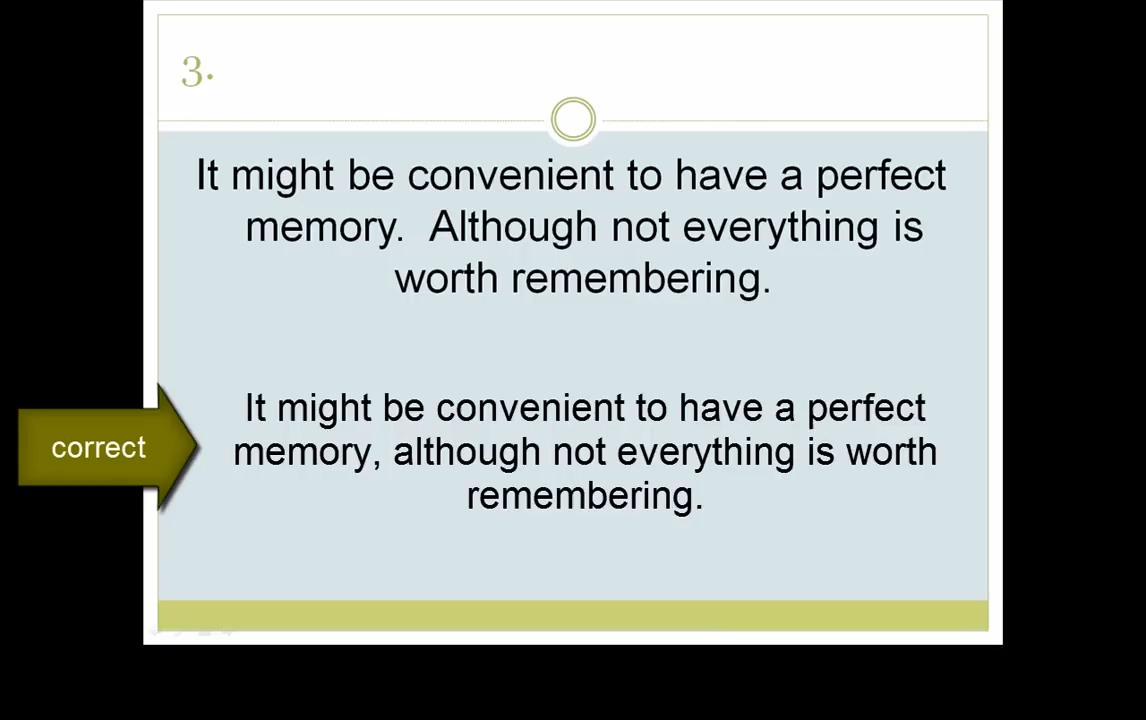 3.
It might be convenient to have a perfect
memory.  Although not everything is
worth remembering.
correct
It might be convenient to have a perfect
memory, although not everything is worth
remembering.